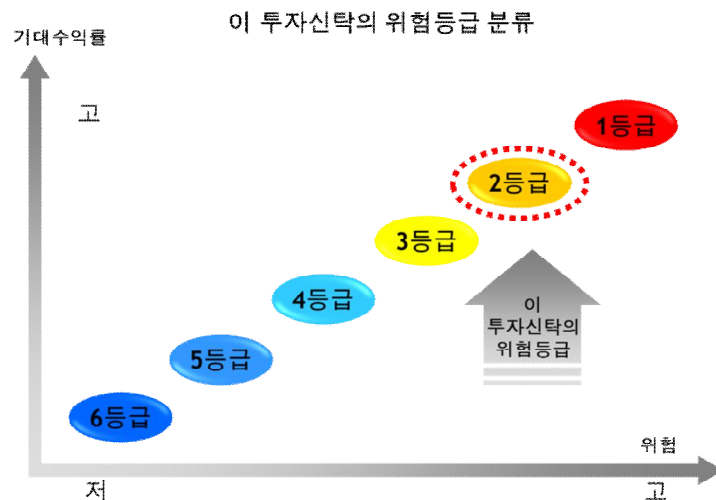 이 투자신탁의 위험등급 분류
기대수익률
고
1등급
2등급
3등급
4등급
이
투자신탁의
위험등급
5등급
6등급
위험
저
고